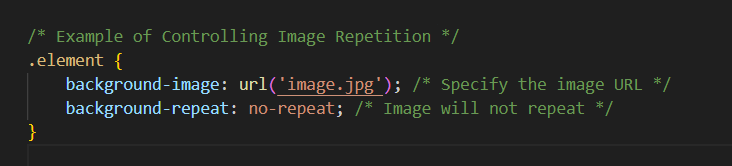 /* Example of Controlling Image Repetition */
.element {
    background-image: url('image.jpg'); /* Specify the image URL */
    background-repeat: no-repeat; /* Image will not repeat */
}